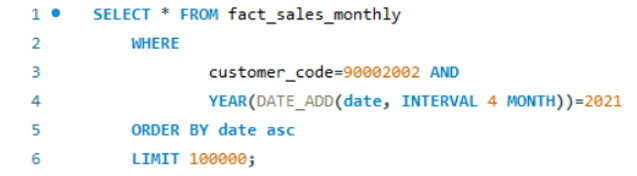 1 SELECT * FROM fact_sales_monthly
2 WHERE
3 customer_code=90002002 AND
4 YEAR(DATE_ADD(date, INTERVAL 4 MONTH))=2021
5 ORDER BY date asc
6 LIMIT 100000;